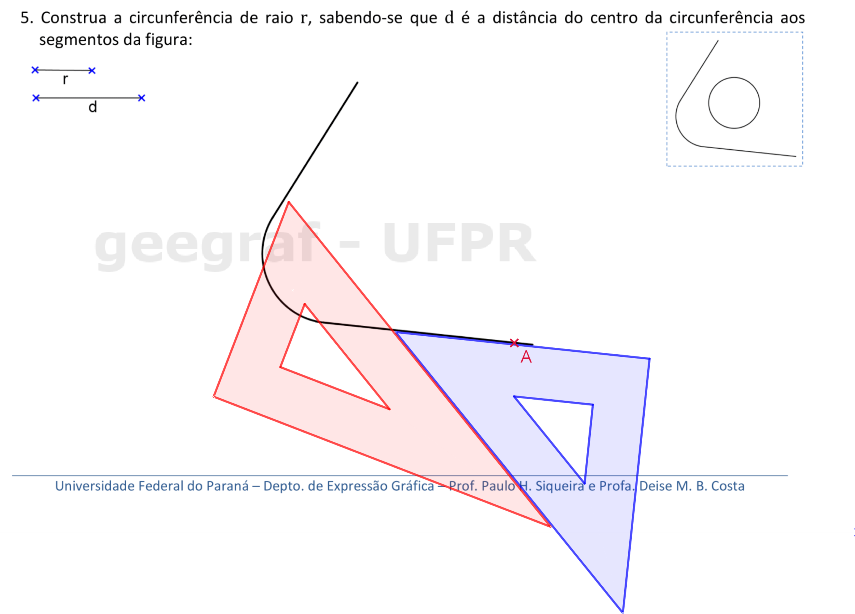 5. Construa a circunferência de raio r, sabendo-se que d é a distância do centro da circunferência aos
segmentos da figura:
r
d
geegraf - UFPR
A
Universidade Federal do Paraná – Depto. de Expressão Gráfica – Prof. Paulo H. Siqueira e Profa. Deise M. B. Costa